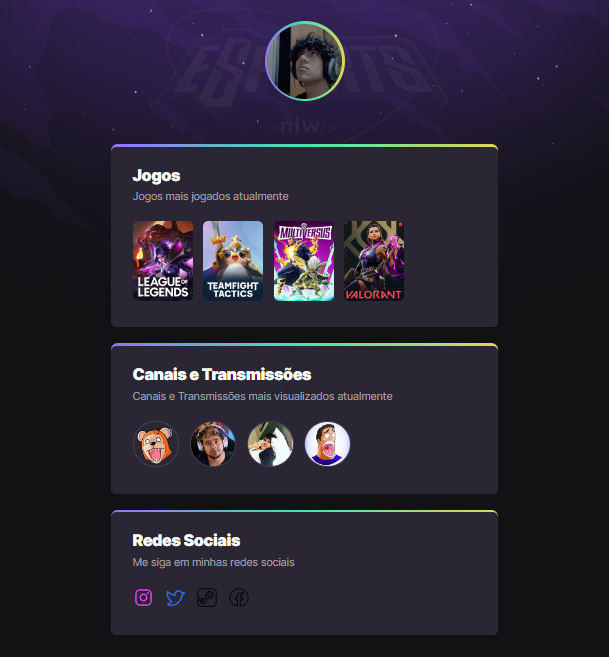 ESPORTS
<nlw/>
Jogos
Jogos mais jogados atualmente
LEAGUE OF
LEGENDS
TEAMFIGHT
TACTICS
MULTIVERSUS
VALORANT
Canais e Transmissões
Canais e Transmissões mais visualizados atualmente
Redes Sociais
Me siga em minhas redes sociais